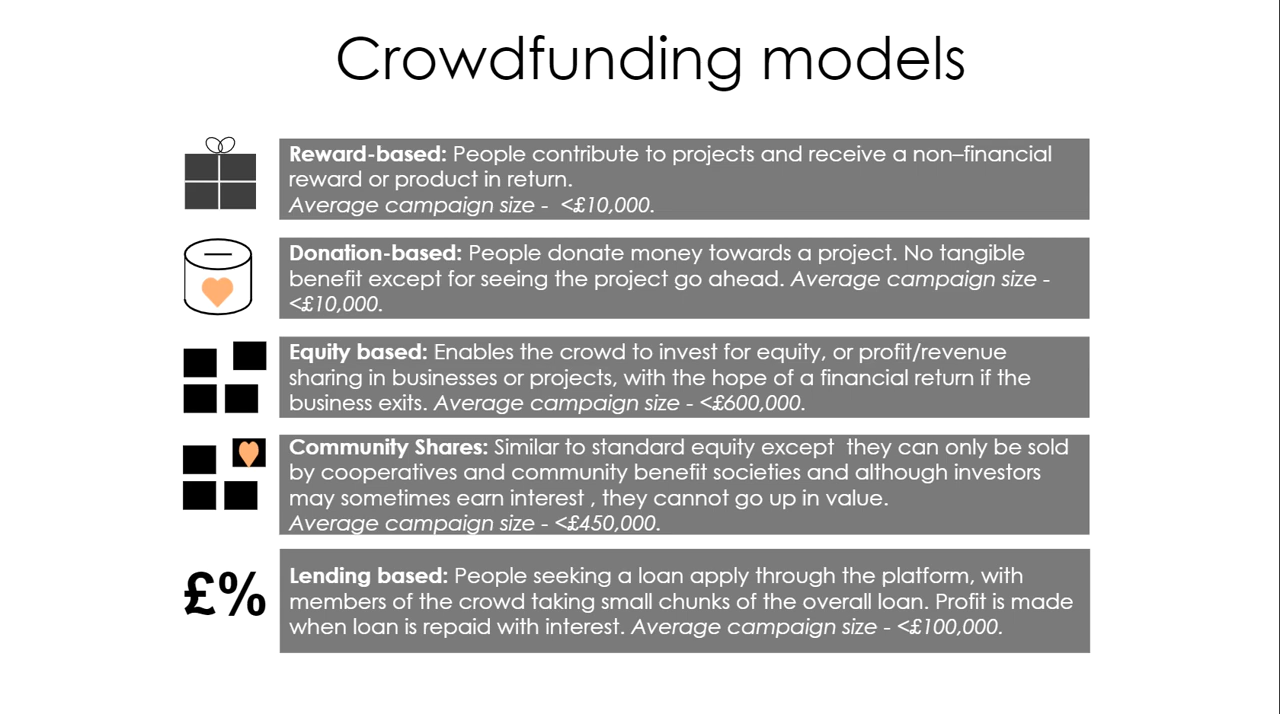 Crowdfunding models
Reward-based: People contribute to projects and receive a non–financial
reward or product in return.
Average campaign size -  <£10,000.
Donation-based: People donate money towards a project. No tangible
benefit except for seeing the project go ahead. Average campaign size -
<£10,000.
Equity based: Enables the crowd to invest for equity, or profit/revenue
sharing in businesses or projects, with the hope of a financial return if the
business exits. Average campaign size - <£600,000.
Community Shares: Similar to standard equity except  they can only be sold
by cooperatives and community benefit societies and although investors
may sometimes earn interest , they cannot go up in value.
Average campaign size - <£450,000.
£%
Lending based: People seeking a loan apply through the platform, with
members of the crowd taking small chunks of the overall loan. Profit is made
when loan is repaid with interest. Average campaign size - <£100,000.